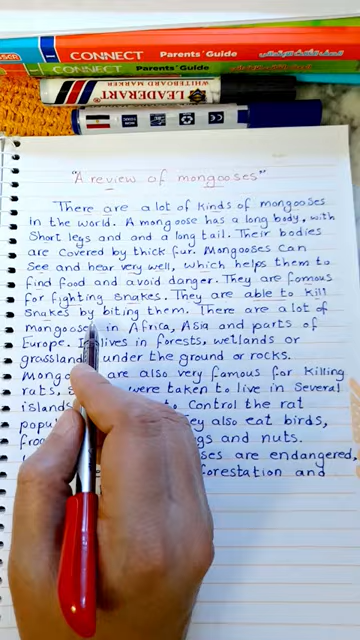 CONNECT Parents' Guide
1 CONNECT Parents' Guide
LEADERART WHITEBOARD MARKER
"A review of mongooses"
There are a lot of kinds of mongooses
in the world. A mongoose has a long body, with
short legs and and a long tail. Their bodies
are covered by thick fur. Mongooses can
see and hear very well, which helps them to
find food and avoid danger. They are famous
for fighting snakes. They are able to kill
snakes by biting them. There are a lot of
mongooses in Africa, Asia and parts of
Europe. lives in forests, wetlands or
grassland under the ground or rocks.
are also very famous for killing
rats, were taken to live in several
islands to control the rat
also eat birds,
and nuts.
are endangered,
and